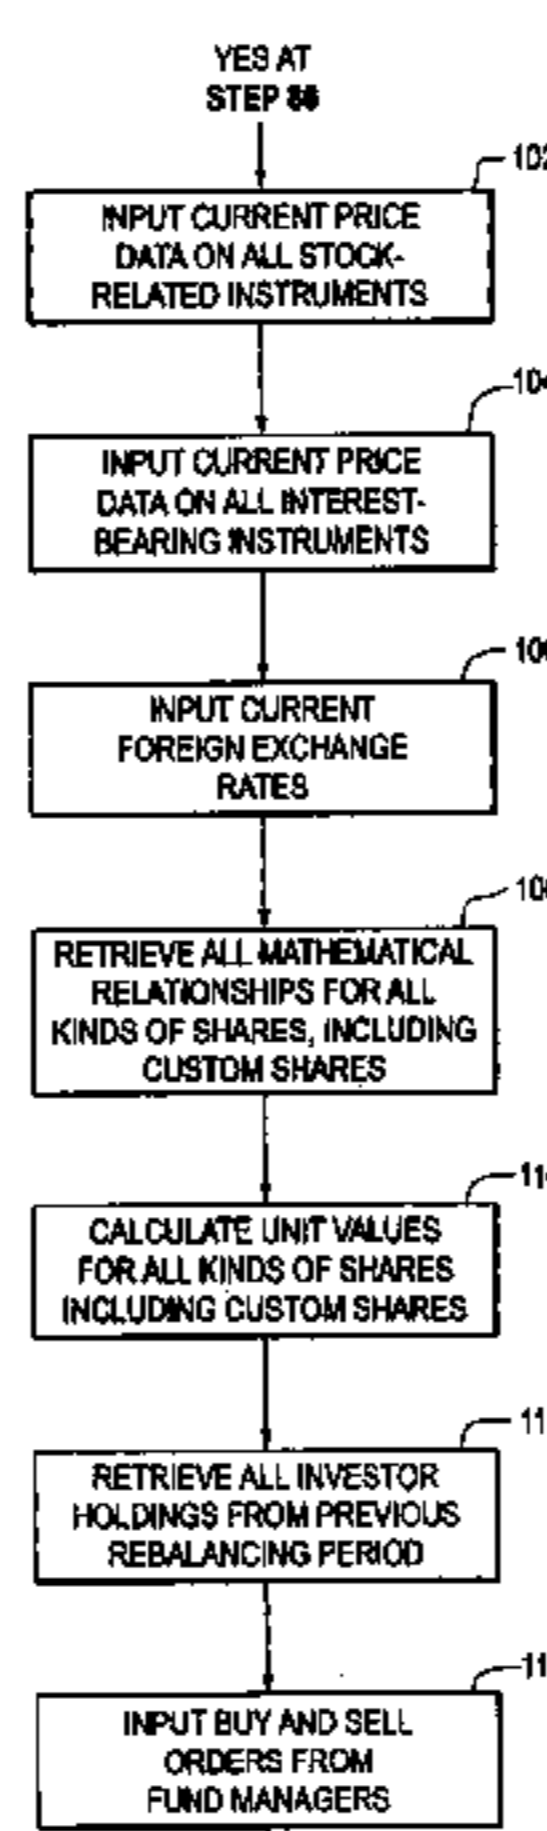 YES AT
STEP
102
INPUT CURRENT PRICE
DATA ON ALL STOCK-
RELATED INSTRUMENTS
INPUT CURRENT PRICE
DATA ON ALL INTEREST-
BEARING INSTRUMENTS
INPUT CURRENT
FOREIGN EXCHANGE
RATES
RETRIEVE ALL MATHEMATICAL
RELATIONSHIPS FOR ALL
KINDS OF SHARES, INCLUDING
CUSTOM SHARES
CALCULATE UNIT VALUES
FOR ALL KINDS OF SHARES
INCLUDING CUSTOM SHARES
RETRIEVE ALL INVESTOR
HOLDINGS FROM PREVIOUS
REBALANCING PERIOD
INPUT BUY AND SELL
ORDERS FROM
FUND MANAGERS